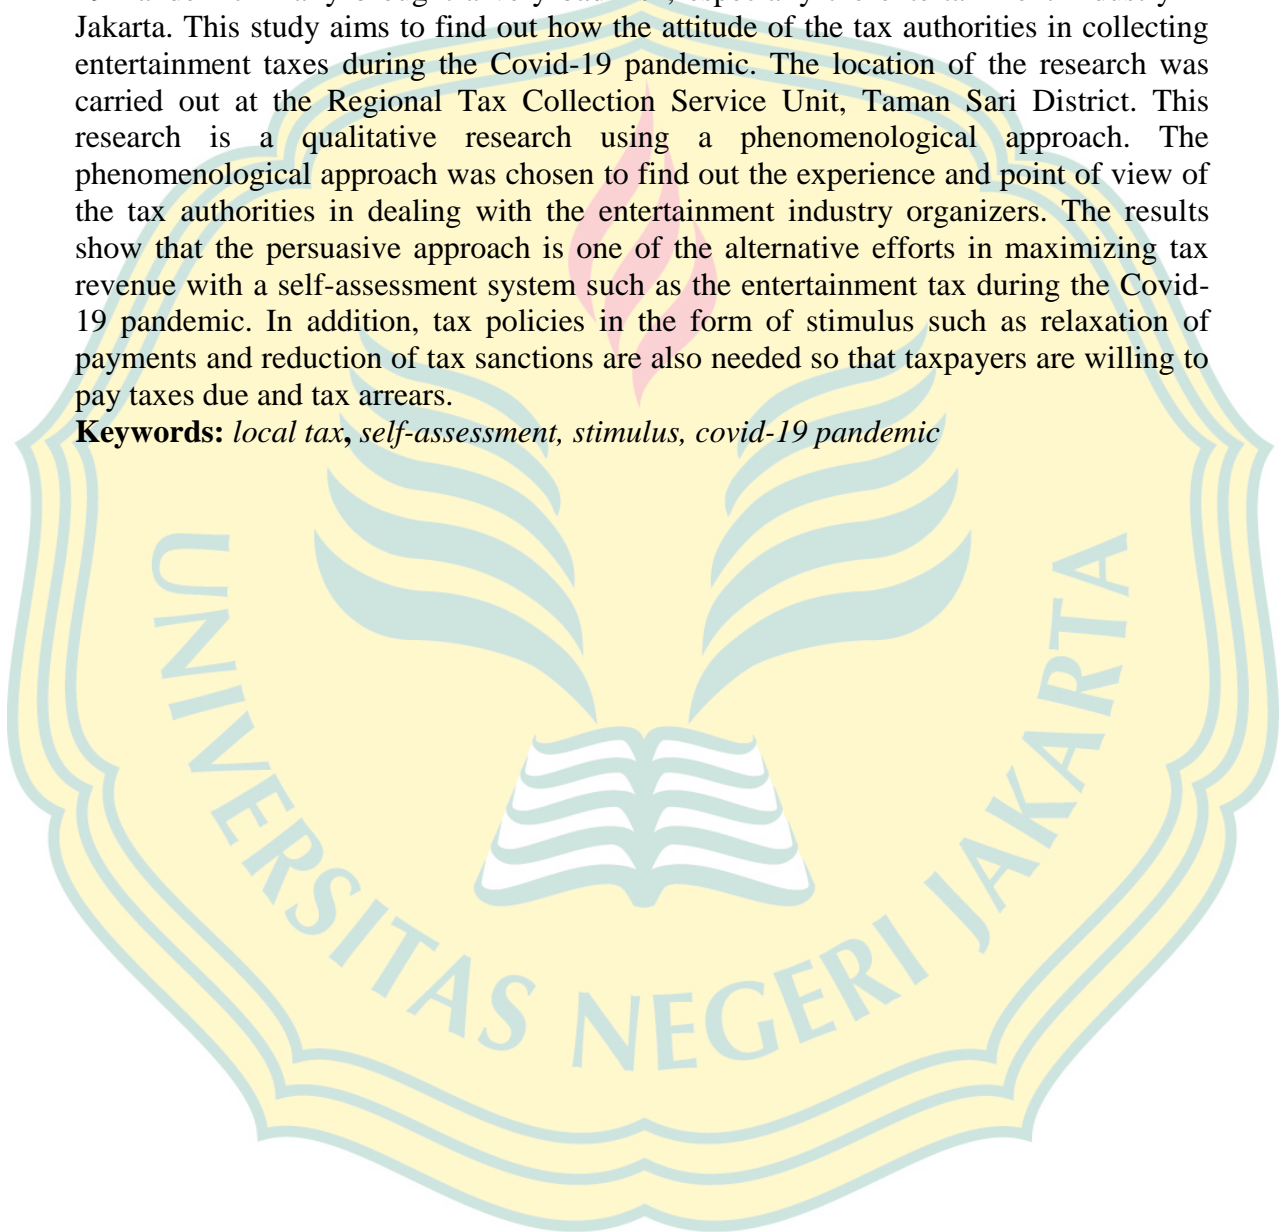 Jakarta. This study aims to find out how the attitude of the tax authorities in collecting
entertainment taxes during the Covid-19 pandemic. The location of the research was
carried out at the Regional Tax Collection Service Unit, Taman Sari District. This
research is a qualitative research using a phenomenological approach. The
phenomenological approach was chosen to find out the experience and point of view of
the tax authorities in dealing with the entertainment industry organizers. The results
show that the persuasive approach is one of the alternative efforts in maximizing tax
revenue with a self-assessment system such as the entertainment tax during the Covid-
19 pandemic. In addition, tax policies in the form of stimulus such as relaxation of
payments and reduction of tax sanctions are also needed so that taxpayers are willing to
pay taxes due and tax arrears.
Keywords: local tax, self-assessment, stimulus, covid-19 pandemic
UNIVERSITAS NEGERI JAKARTA